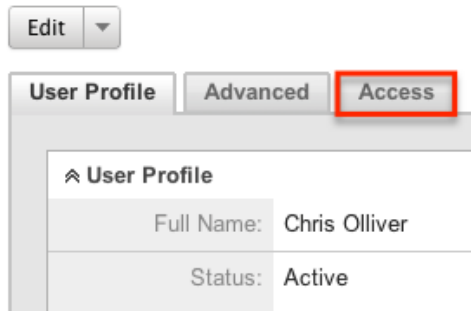 Edit
User Profile Advanced Access
User Profile
Full Name: Chris Olliver
Status: Active